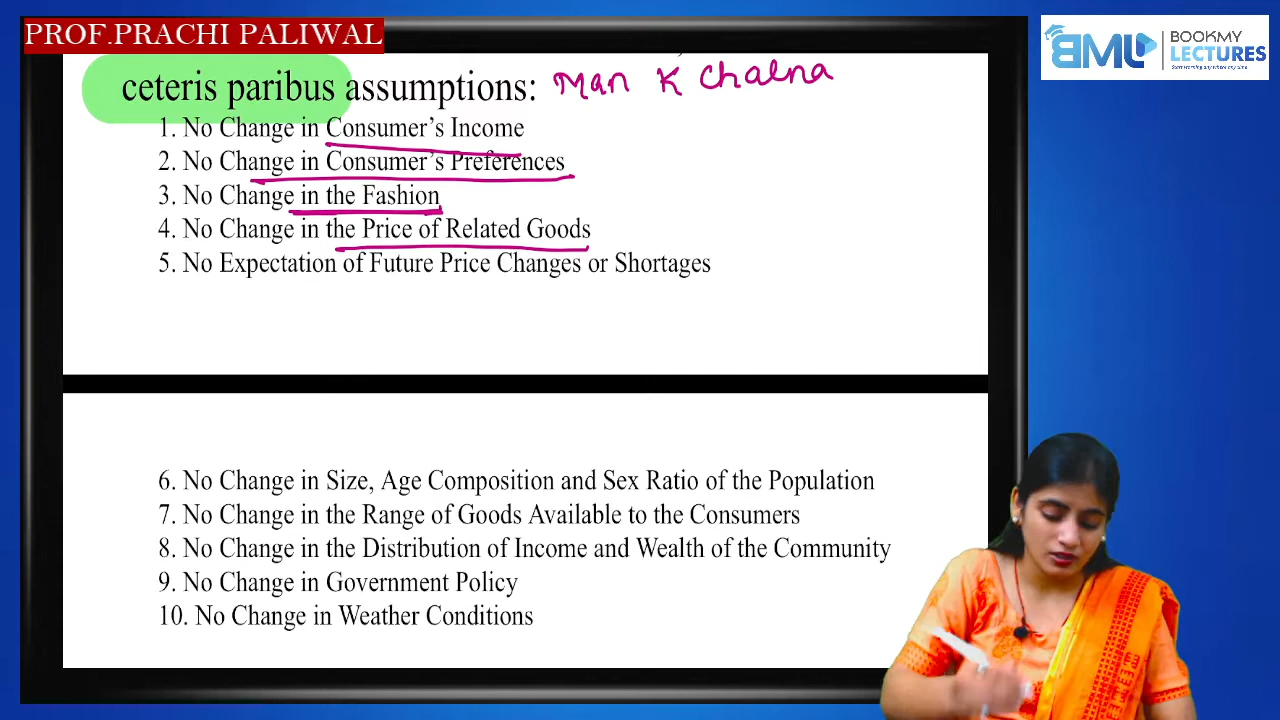 PROF.PRACHI PALIWAL
BML BOOKMY LECTURES
ceteris paribus assumptions: Man K Chalna
1. No Change in Consumer’s Income
2. No Change in Consumer’s Preferences
3. No Change in the Fashion
4. No Change in the Price of Related Goods
5. No Expectation of Future Price Changes or Shortages
6. No Change in Size, Age Composition and Sex Ratio of the Population
7. No Change in the Range of Goods Available to the Consumers
8. No Change in the Distribution of Income and Wealth of the Community
9. No Change in Government Policy
10. No Change in Weather Conditions